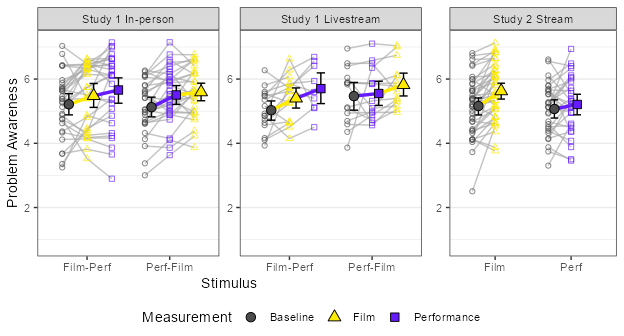 Study 1 In-person
Study 1 Livestream
Study 2 Stream
Problem Awareness
6
4
2
6
4
2
6
4
2
Film-Perf
Perf-Film
Film-Perf
Perf-Film
Film
Perf
Stimulus
Measurement
Baseline
Film
Performance